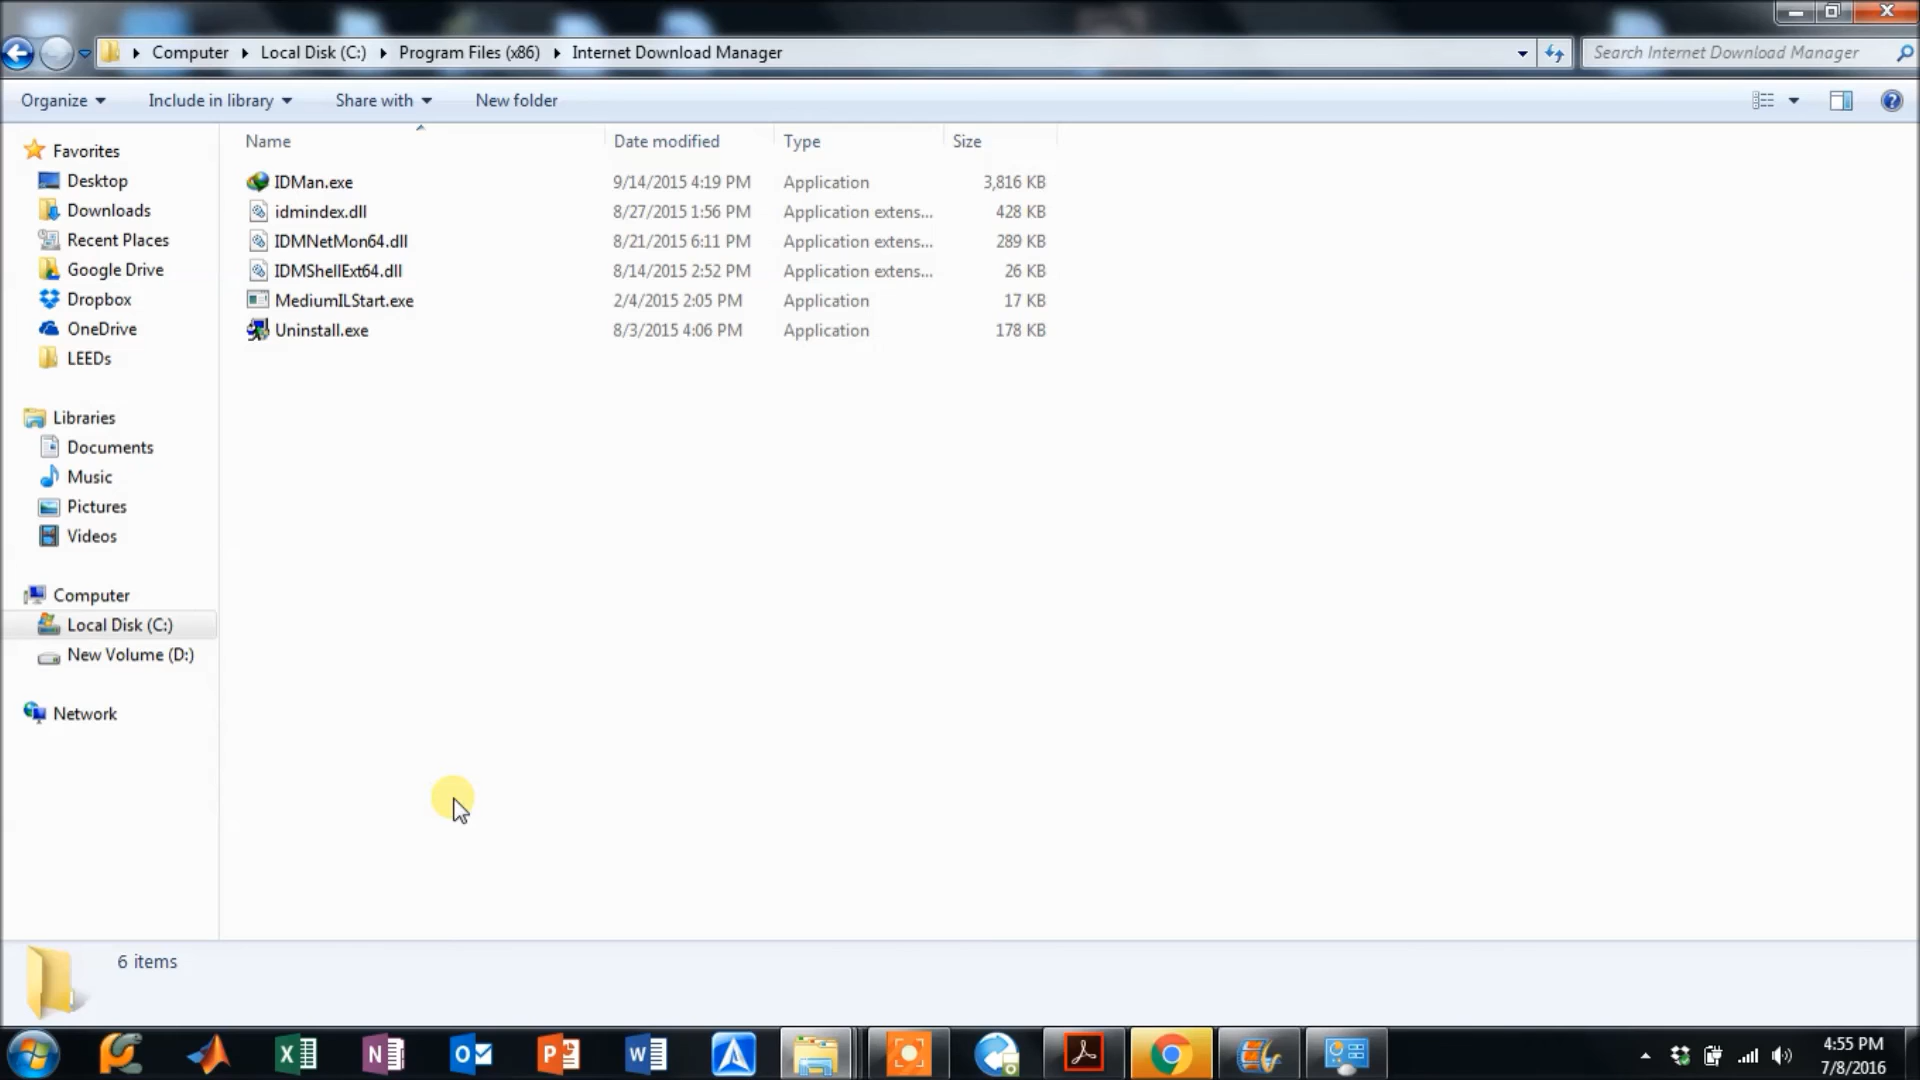 Computer Local Disk (C:) Program Files (x86) Internet Download Manager
Search Internet Download Manager
Organize Include in library Share with New folder
Name Date modified Type Size
Favorites
Desktop
Downloads
Recent Places
Google Drive
Dropbox
OneDrive
LEEDs
Libraries
Documents
Music
Pictures
Videos
Computer
Local Disk (C:)
New Volume (D:)
Network
IDMan.exe 9/14/2015 4:19 PM Application 3,816 KB
idmindex.dll 8/27/2015 1:56 PM Application extens... 428 KB
IDMNetMon64.dll 8/21/2015 6:11 PM Application extens... 289 KB
IDMShellExt64.dll 8/14/2015 2:52 PM Application extens... 26 KB
MediumILStart.exe 2/4/2015 2:05 PM Application 17 KB
Uninstall.exe 8/3/2015 4:06 PM Application 178 KB
6 items
4:55 PM
7/8/2016